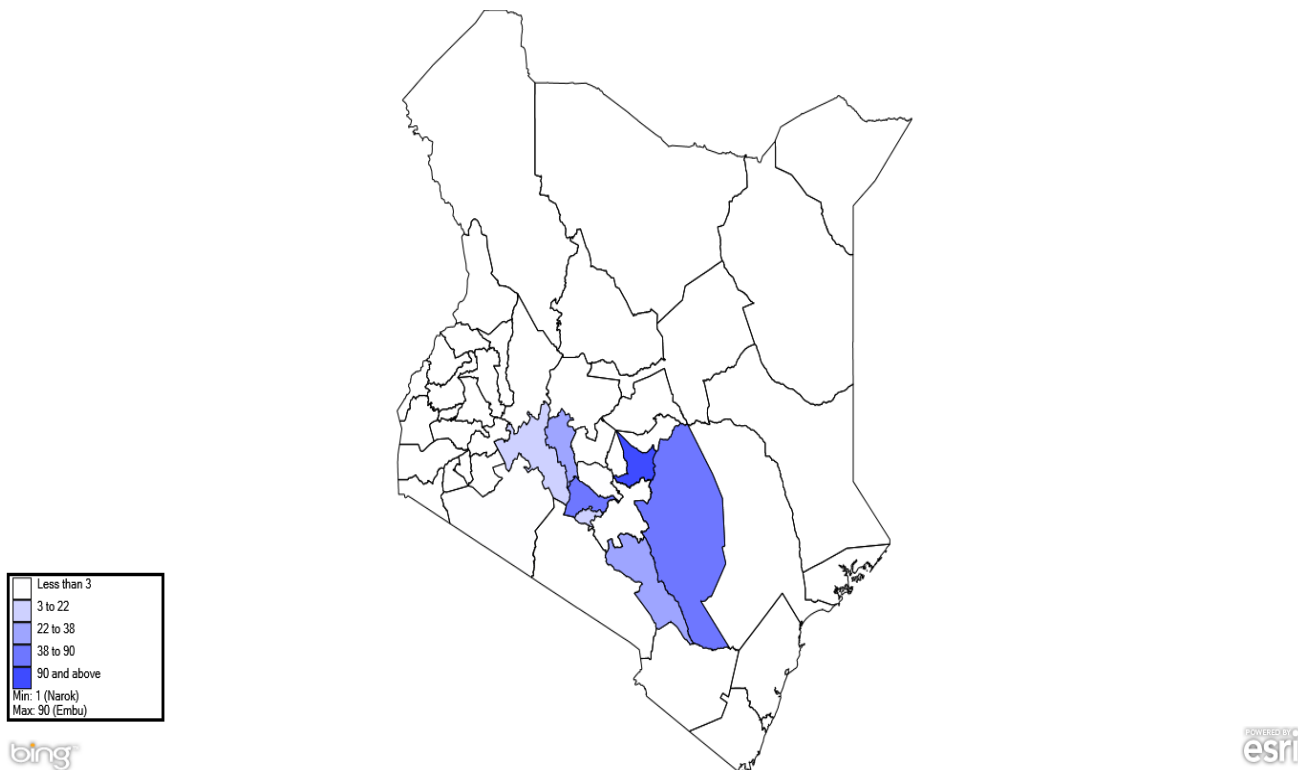 Less than 3
3 to 22
22 to 38
38 to 90
90 and above
Min: 1 (Narok)
Max: 90 (Embu)
bing™
POWERED BY
esri